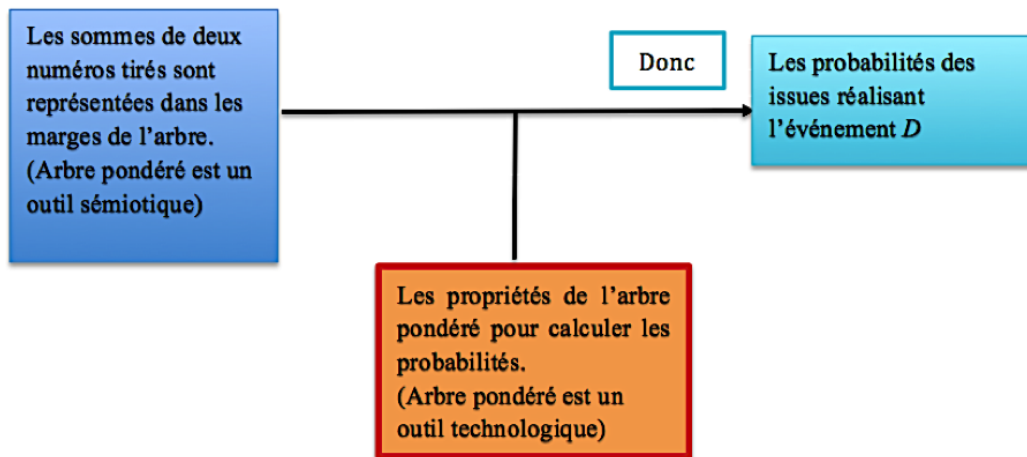 Les sommes de deux
numéros tirés sont
représentées dans les
marges de l'arbre.
(Arbre pondéré est un
outil sémiotique)
Donc
Les probabilités des
issues réalisant
l'événement D
Les propriétés de l'arbre
pondéré pour calculer les
probabilités.
(Arbre pondéré est un
outil technologique)